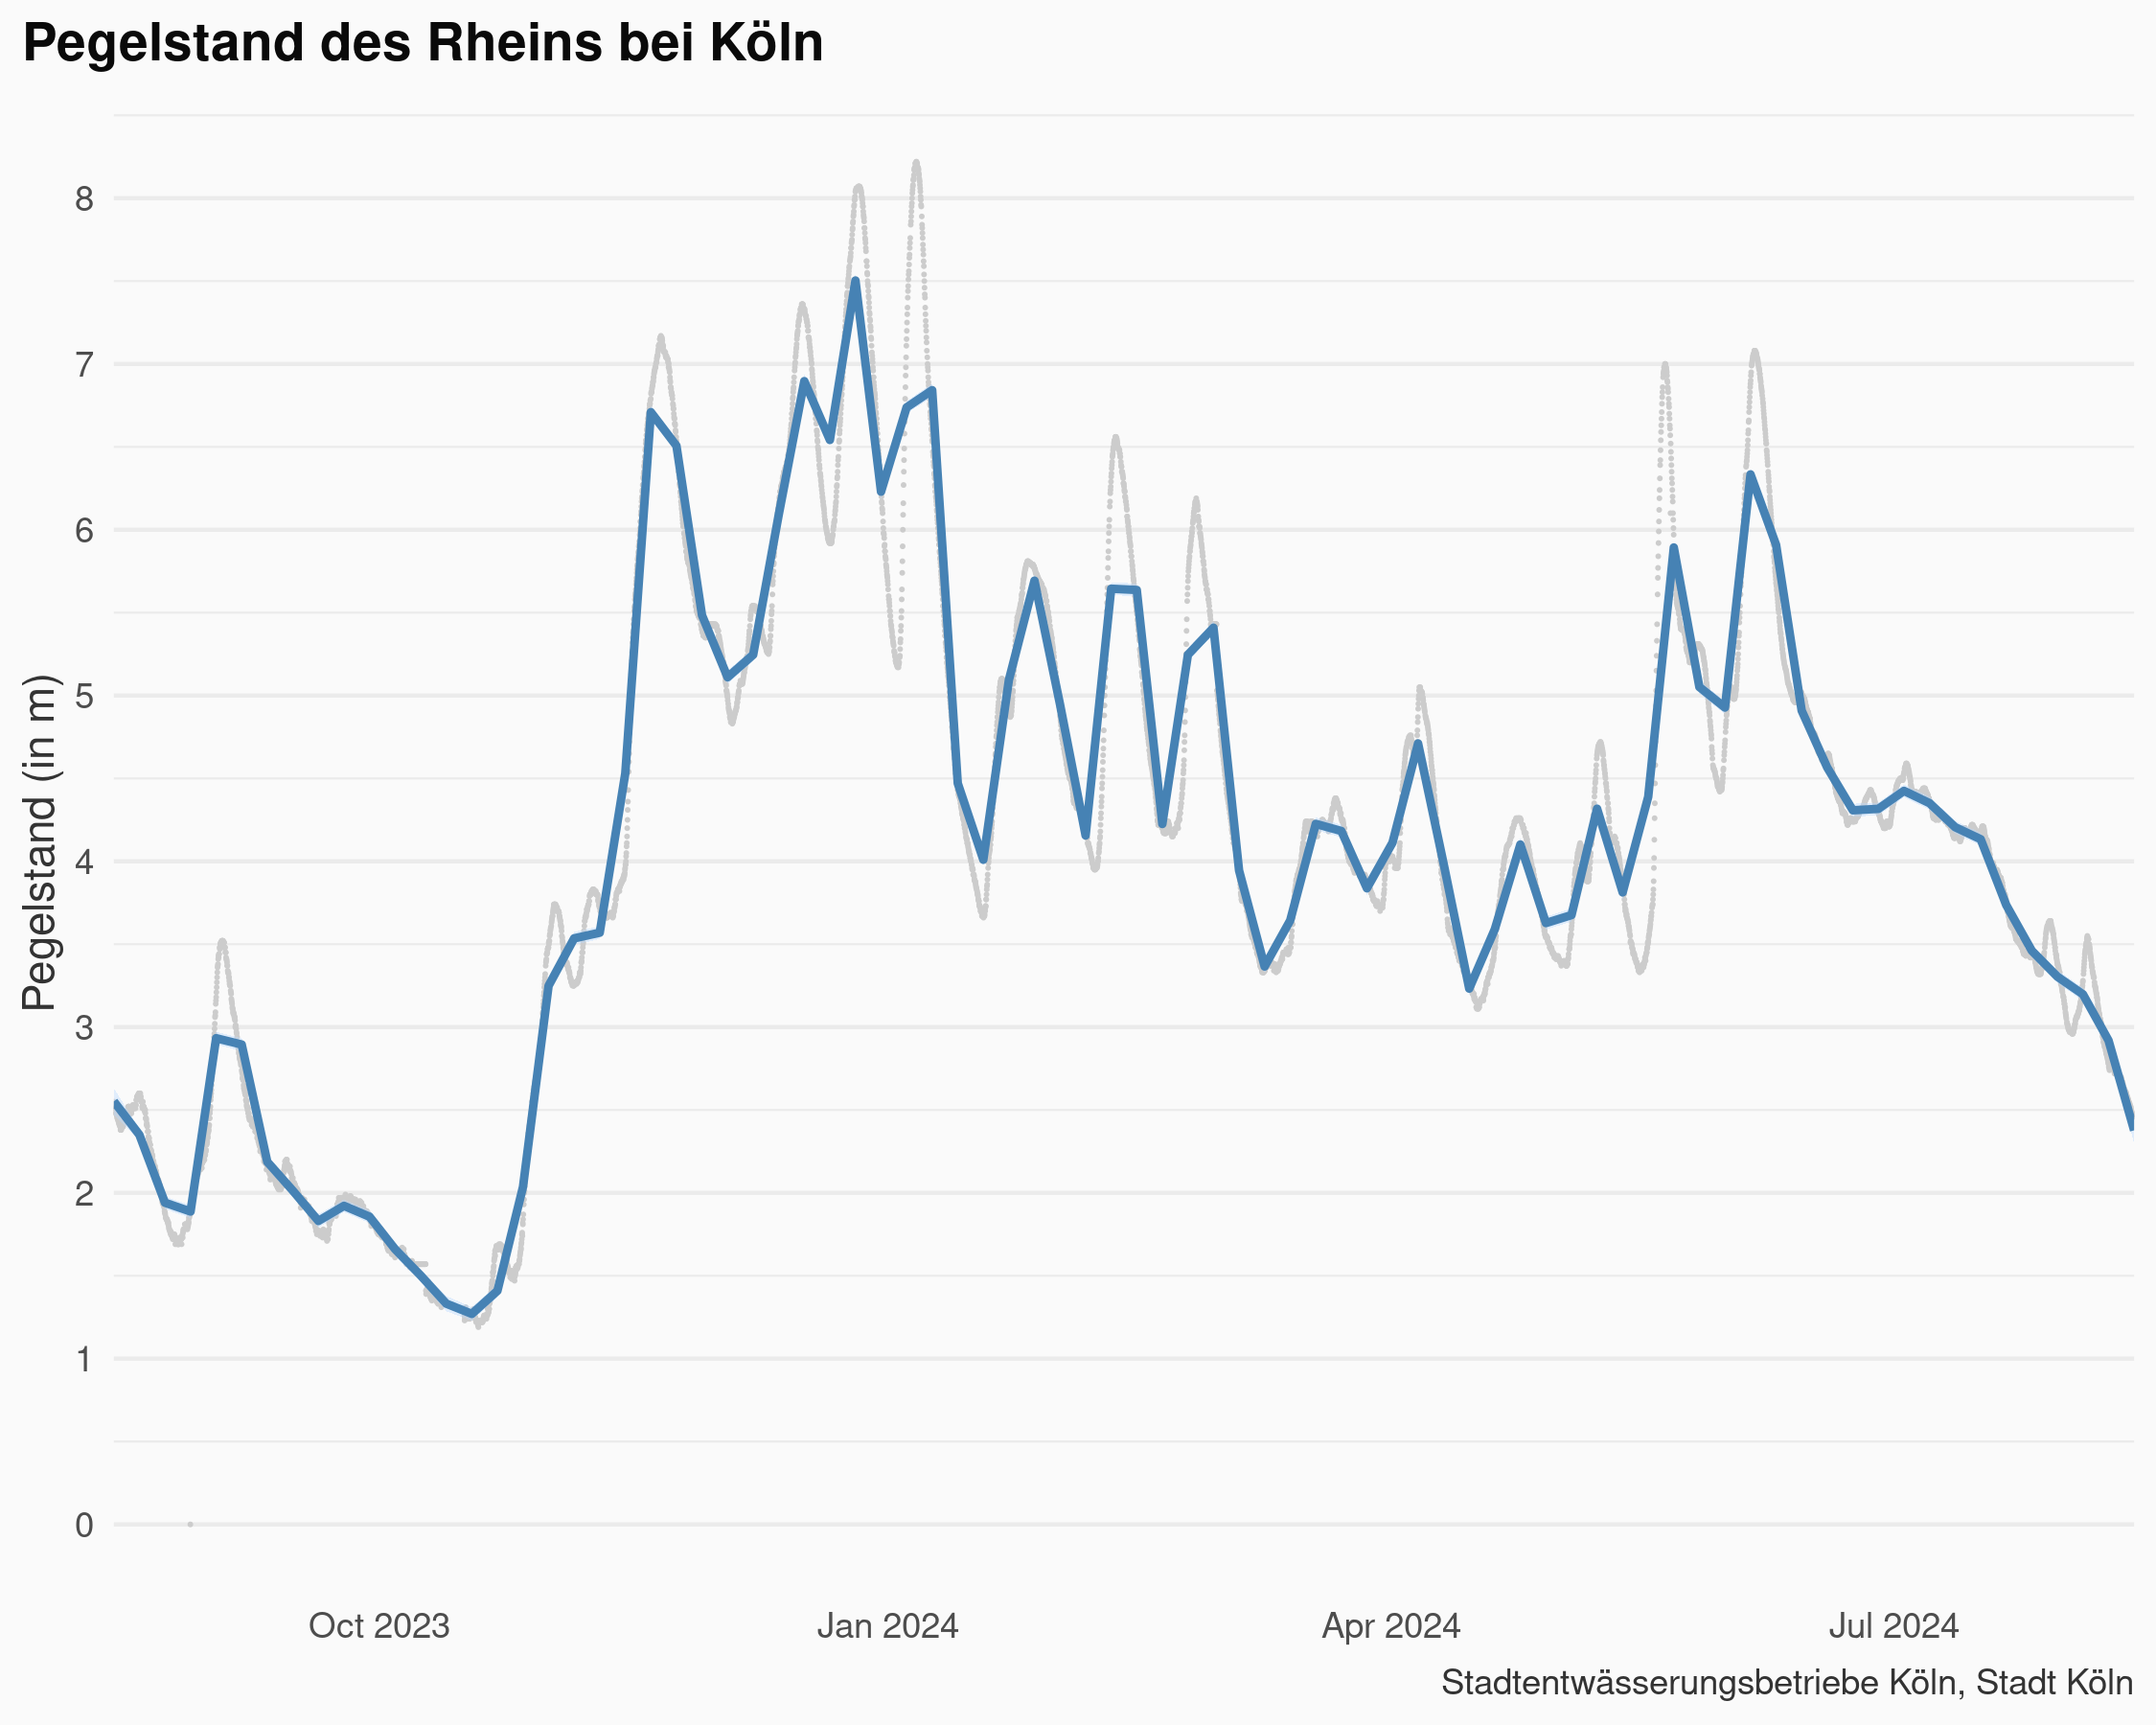 Pegelstand des Rheins bei Köln
Pegelstand (in m)
8
7
6
5
4
3
2
1
0
Oct 2023 Jan 2024 Apr 2024 Jul 2024
Stadtentwässerungsbetriebe Köln, Stadt Köln